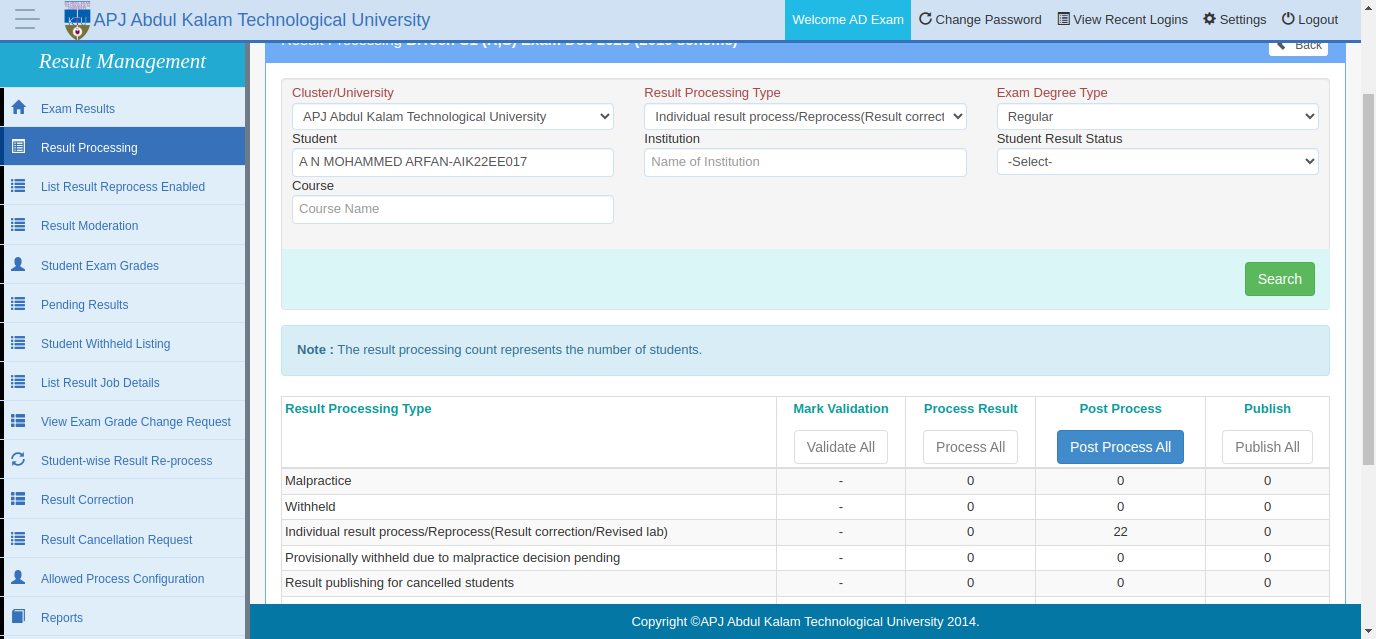 APJ Abdul Kalam Technological University
Welcome AD Exam
Change Password
View Recent Logins
Settings
Logout
Result Management
Exam Results
Result Processing
List Result Reprocess Enabled
Result Moderation
Student Exam Grades
Pending Results
Student Withheld Listing
List Result Job Details
View Exam Grade Change Request
Student-wise Result Re-process
Result Correction
Result Cancellation Request
Allowed Process Configuration
Reports
Back
Cluster/University
Result Processing Type
Exam Degree Type
APJ Abdul Kalam Technological University
Individual result process/Reprocess(Result correct
Regular
Student
Institution
Student Result Status
A N MOHAMMED ARFAN-AIK22EE017
Name of Institution
-Select-
Course
Course Name
Search
Note : The result processing count represents the number of students.
Result Processing Type Mark Validation Process Result Post Process Publish
Validate All Process All Post Process All Publish All
Malpractice - 0 0 0
Withheld - 0 0 0
Individual result process/Reprocess(Result correction/Revised lab) - 0 22 0
Provisionally withheld due to malpractice decision pending - 0 0 0
Result publishing for cancelled students - 0 0 0
Copyright ©APJ Abdul Kalam Technological University 2014.